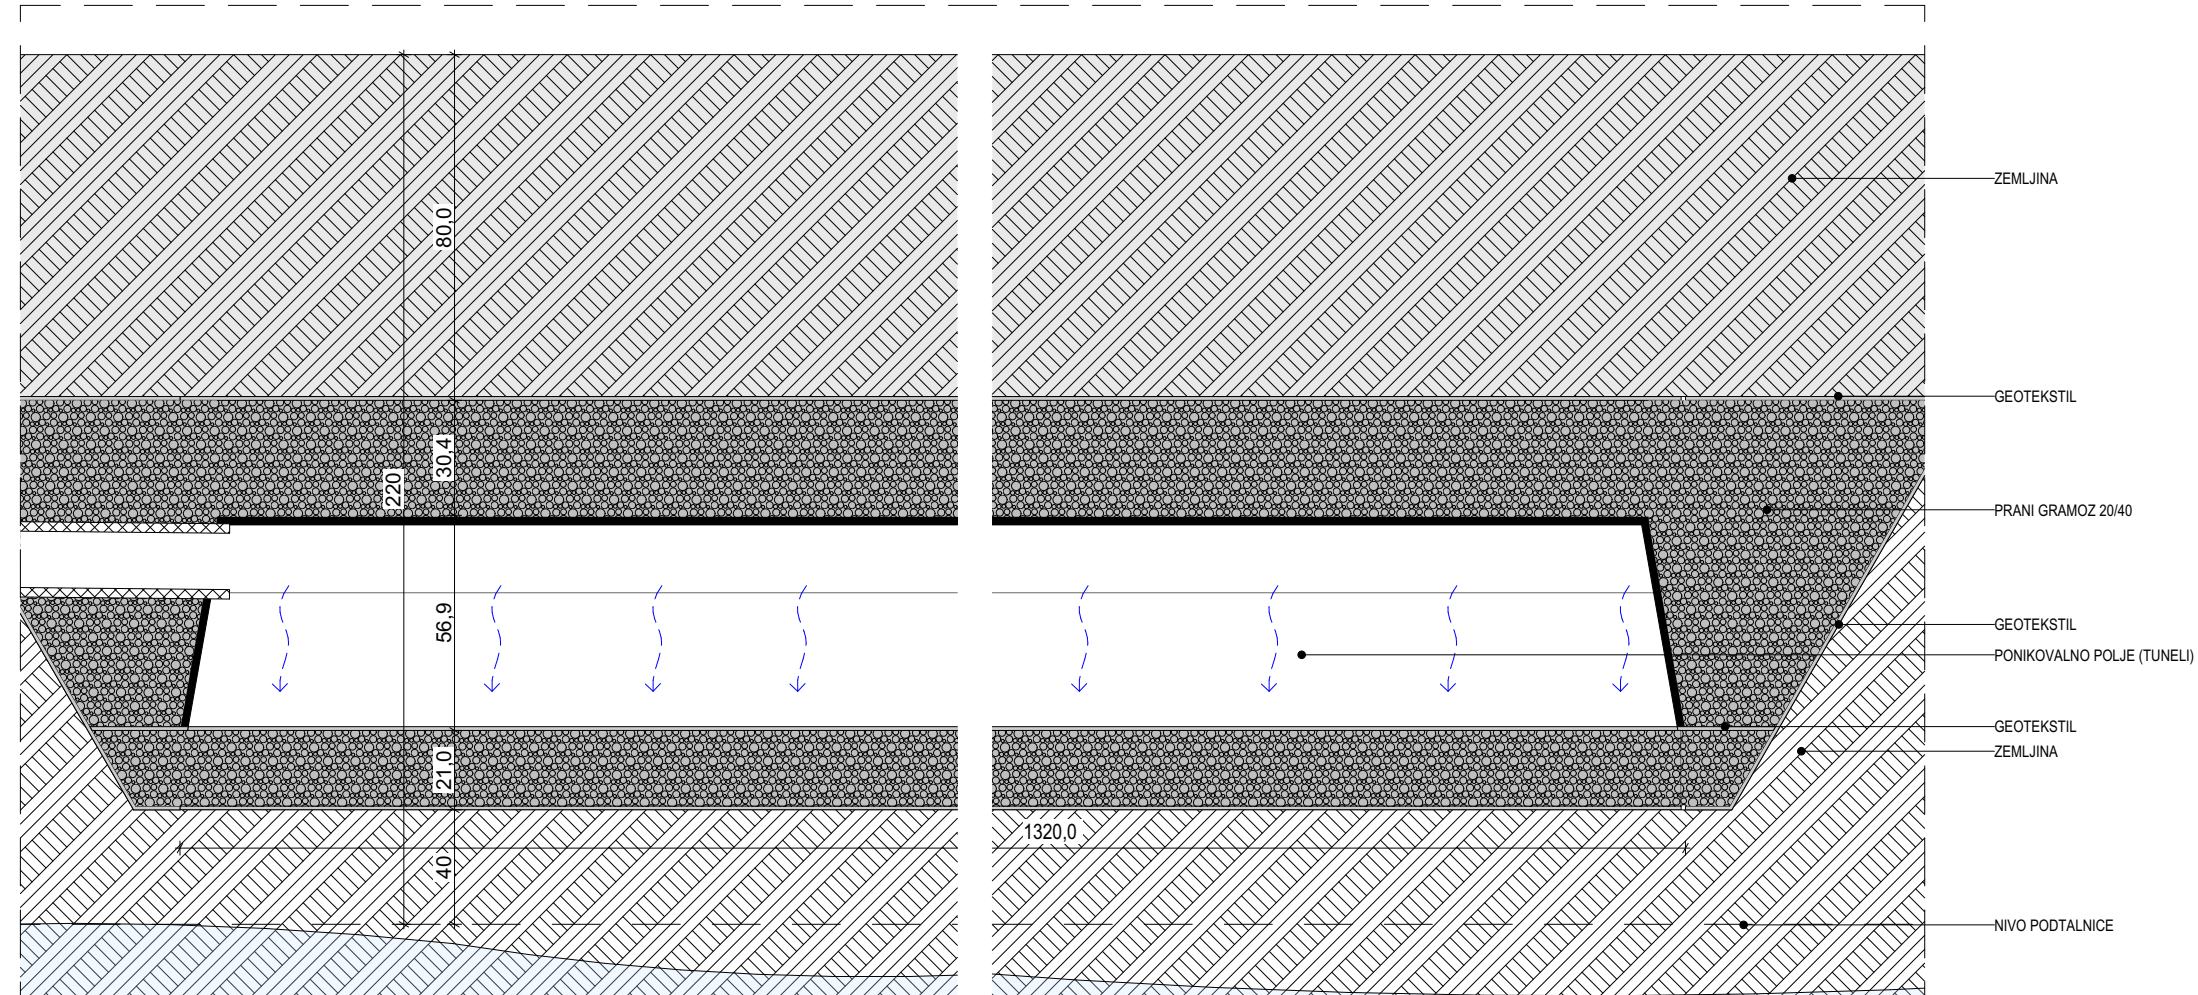 ZEMLJINA
80,0
GEOTEKSTIL
30,4
220
PRANI GRAMOZ 20/40
56,9
GEOTEKSTIL
PONIKOVALNO POLJE (TUNELI)
GEOTEKSTIL
ZEMLJINA
21,0
1320,0
40
NIVO PODTALNICE